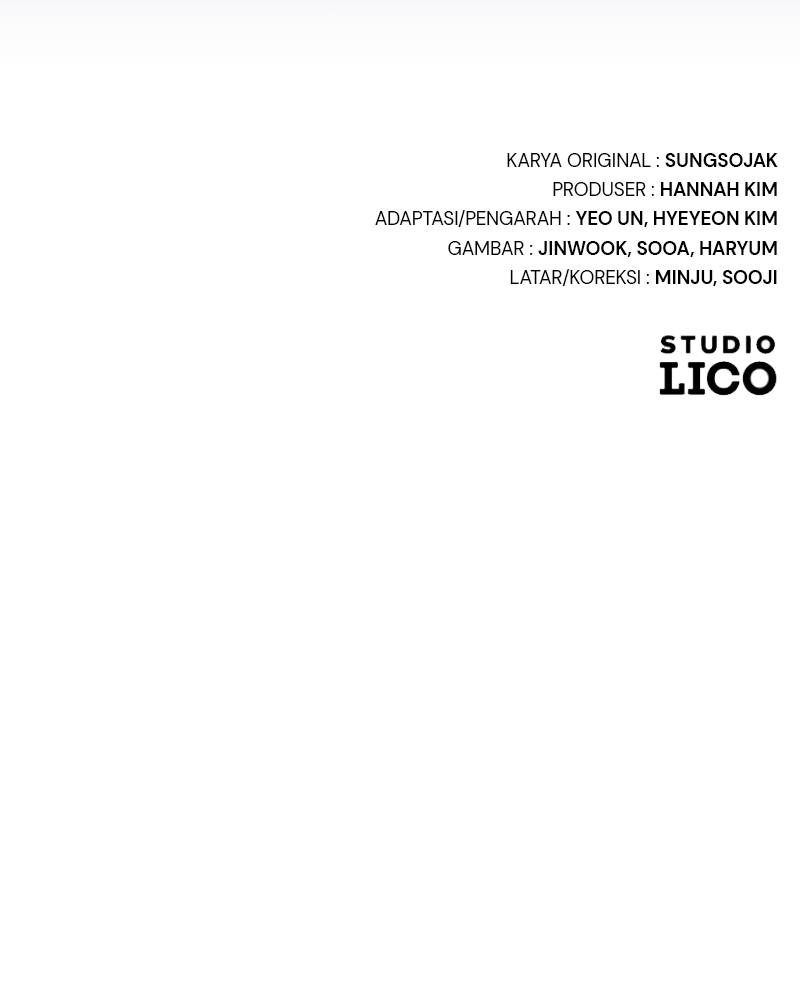 KARYA ORIGINAL : SUNGSOJAK
PRODUSER : HANNAH KIM
ADAPTASI/PENGARAH : YEO UN, HYEYEON KIM
GAMBAR : JINWOOK, SOOA, HARYUM
LATAR/KOREKSI : MINJU, SOOJI
STUDIO
LICO